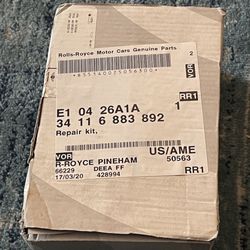 Rolls-Royce Motor Cars Genuine Parts 2
VOR
RR1
E1 04 26A1A 1
34 11 6 883 892
Repair kit.
VOR US/AME
R-ROYCE PINEHAM 50563
66229 DEEA FF RR1
17/03/20 428994